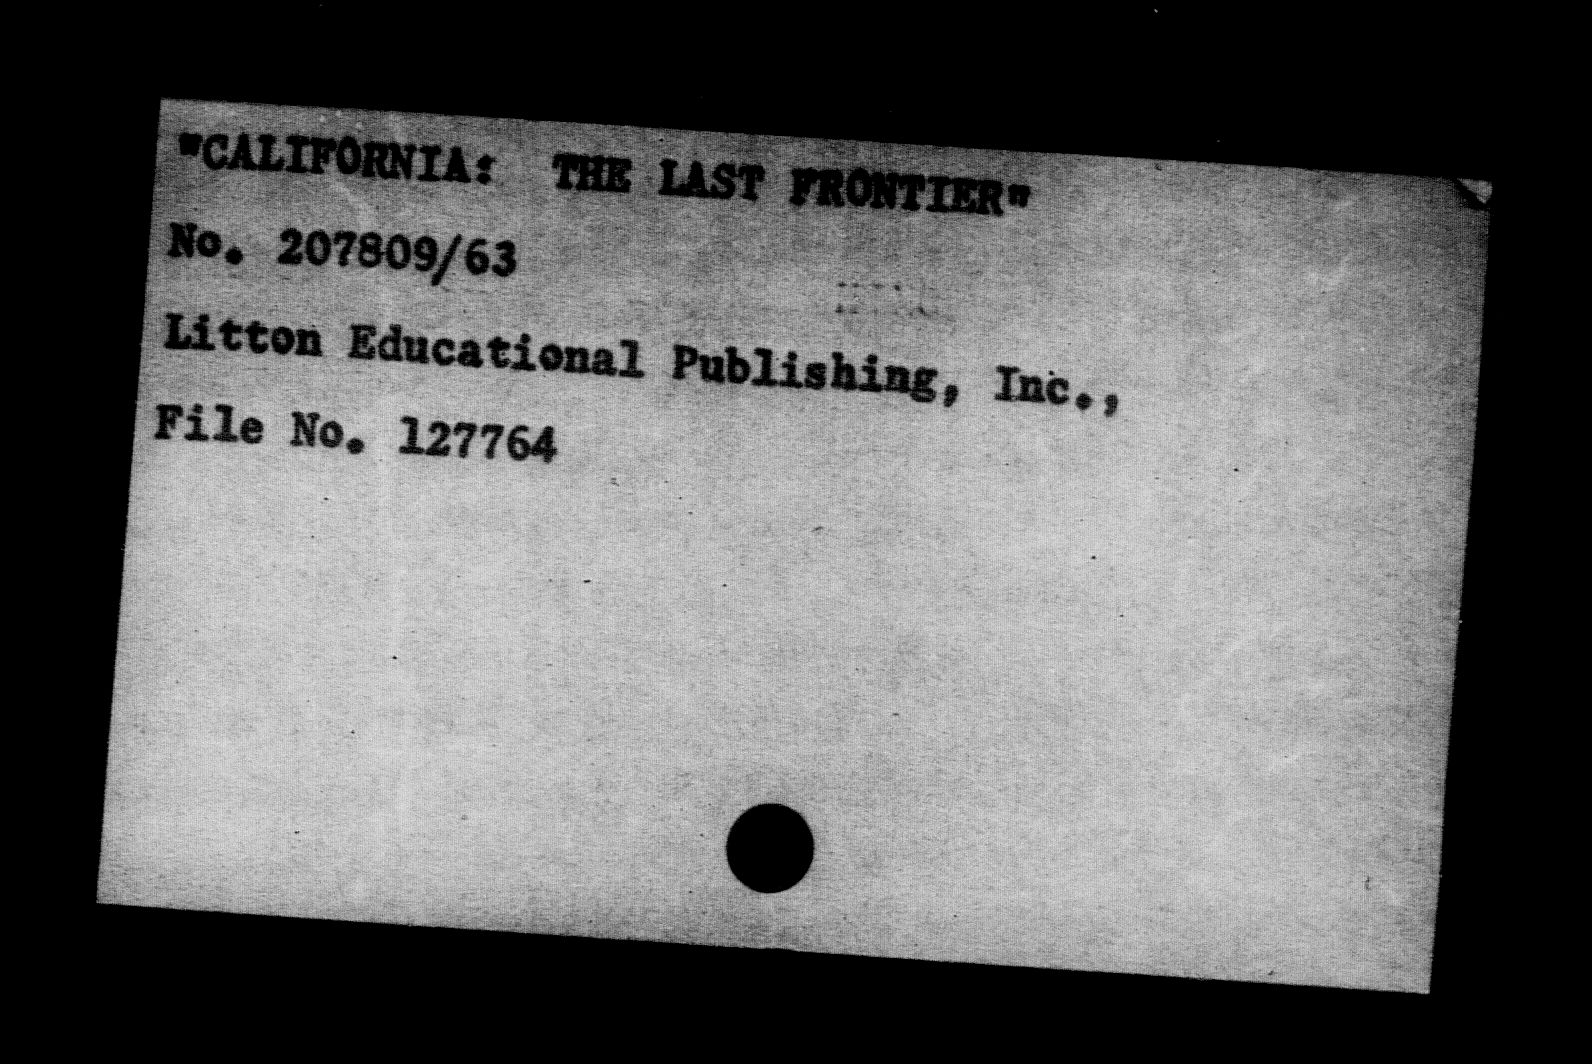 "CALIFORNIA: THE LAST FRONTIER"
No. 207809/63
Litton Educational Publishing, Inc.,
File No. 127764